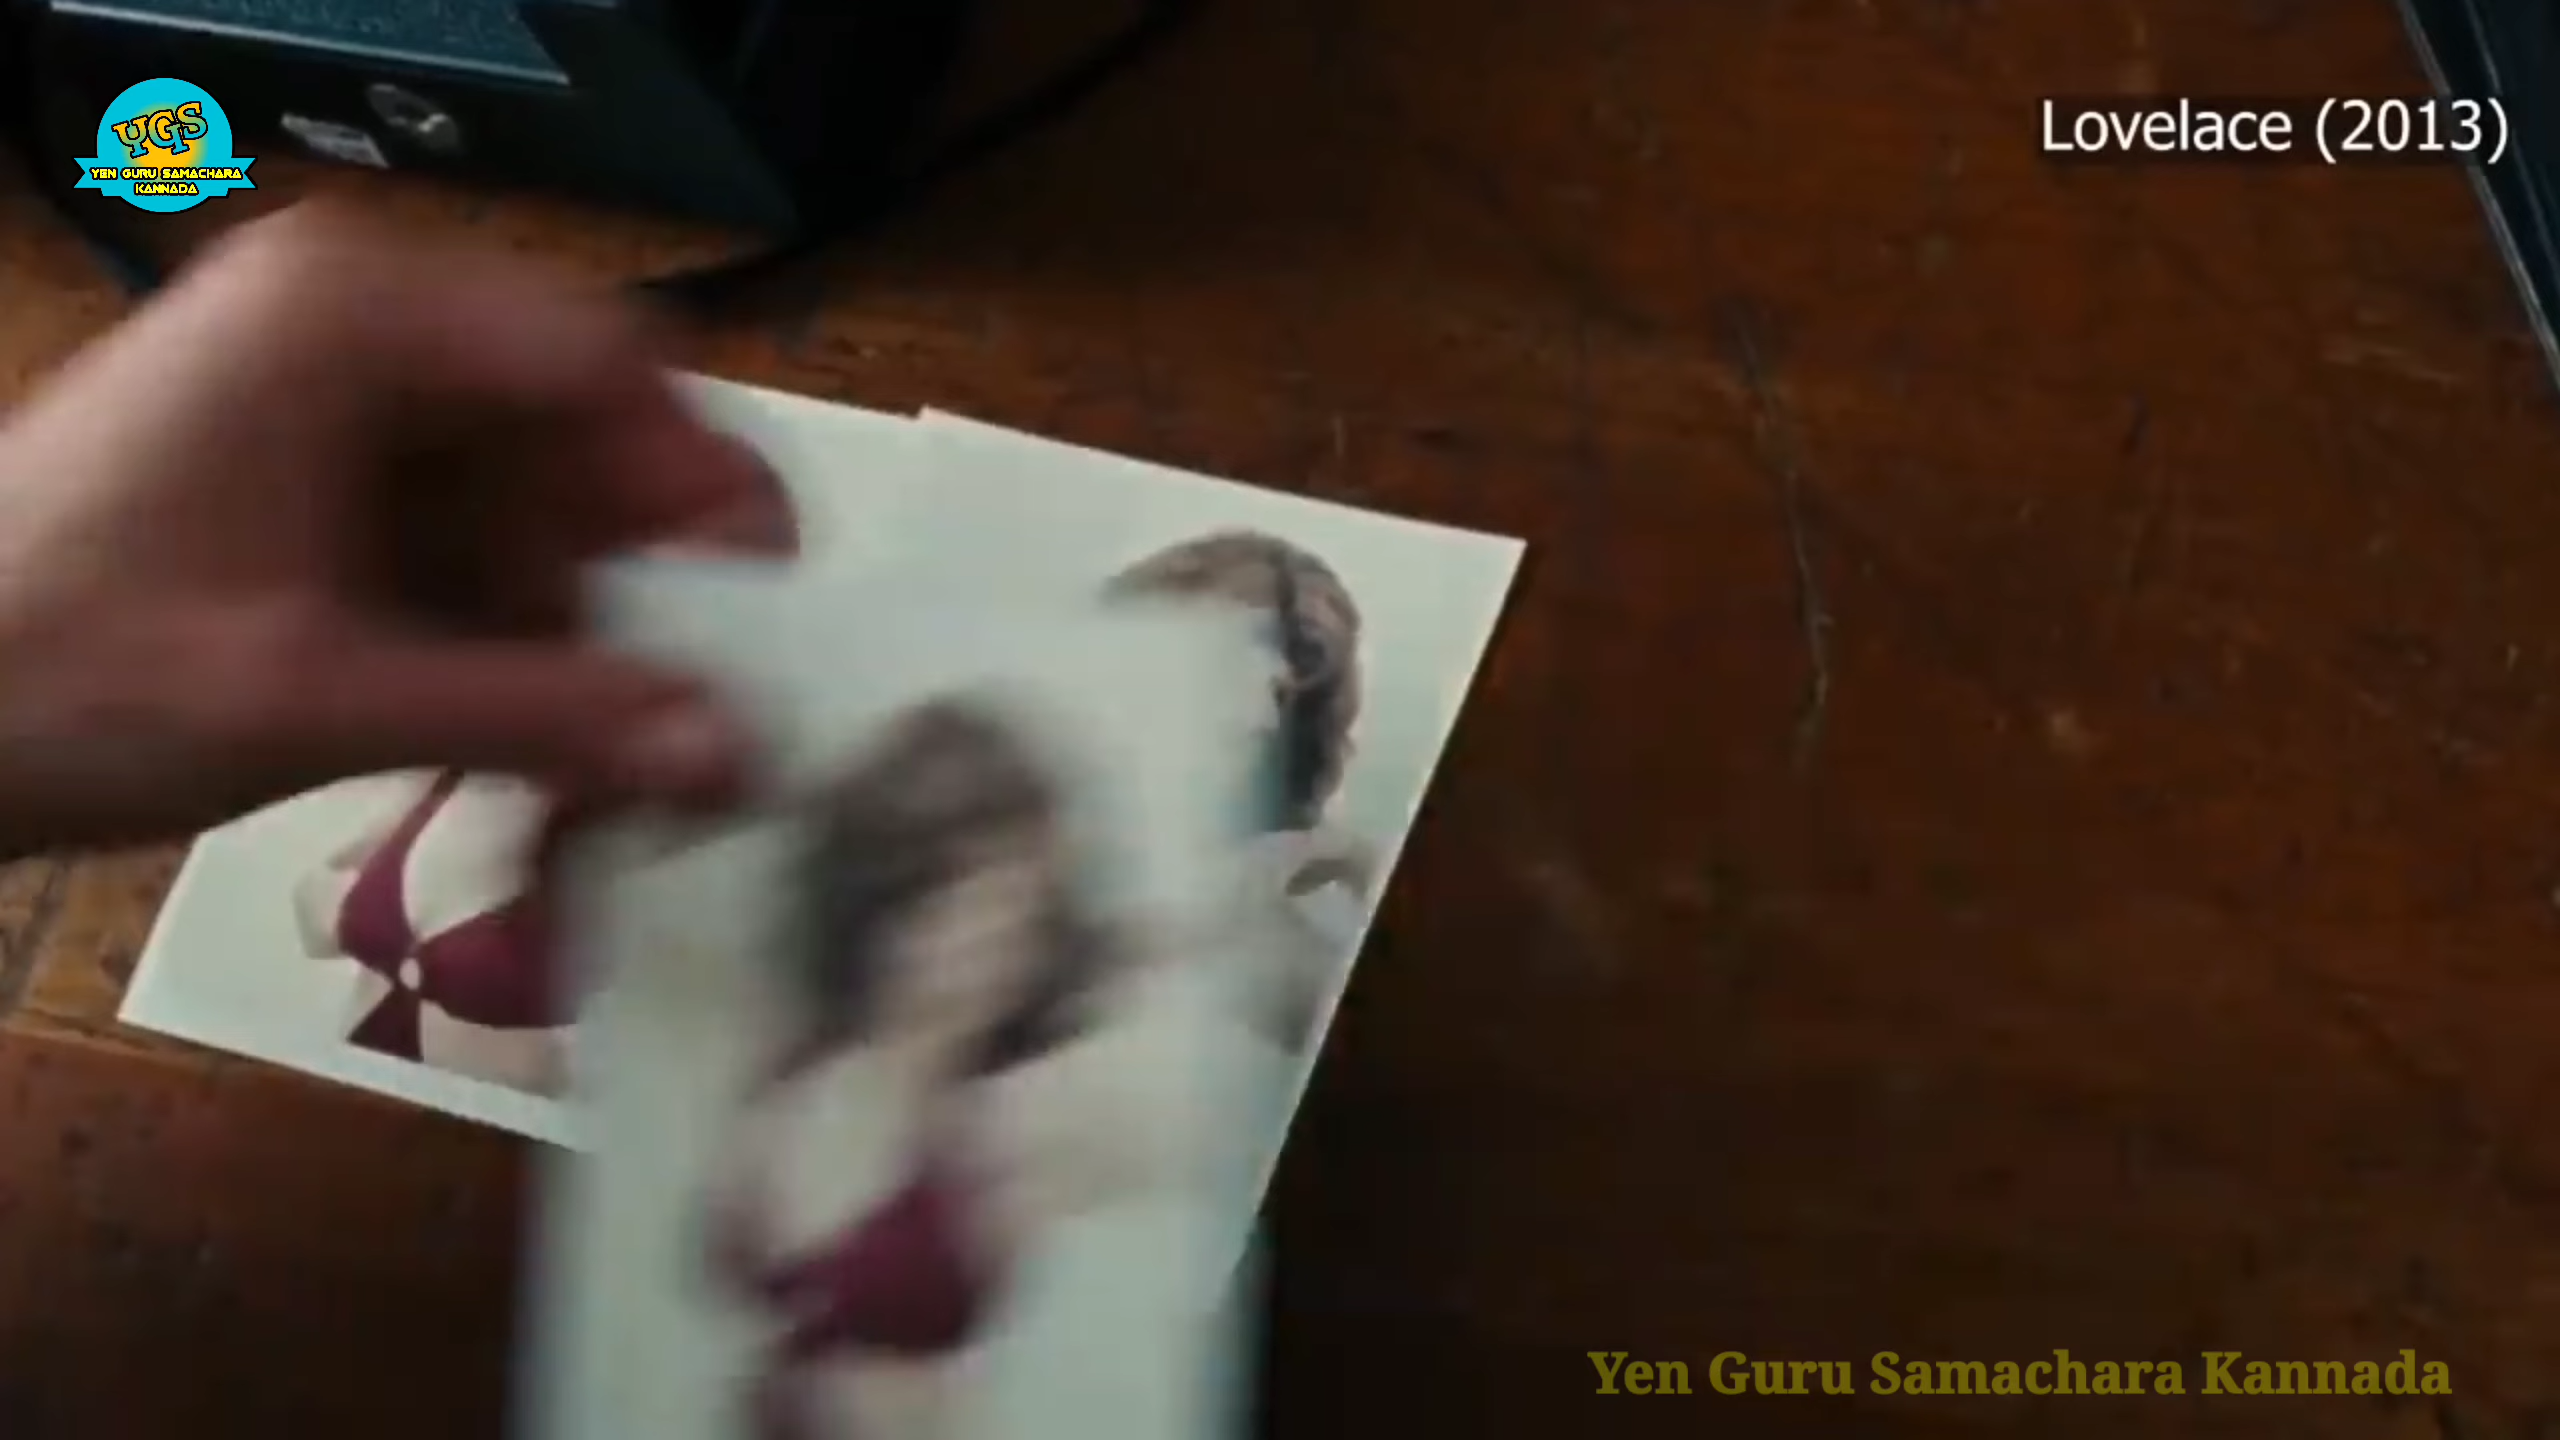 YGS
YEN GURU SAMACHARA
KANNADA
Lovelace (2013)
Yen Guru Samachara Kannada